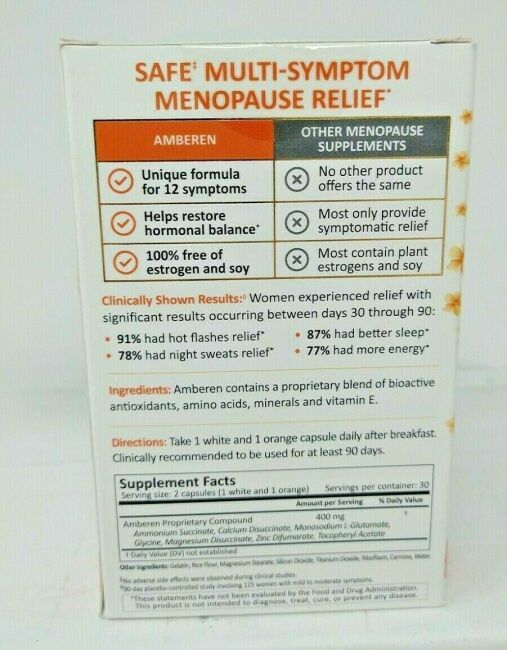 SAFE‡ MULTI-SYMPTOM
MENOPAUSE RELIEF*
AMBEREN
OTHER MENOPAUSE
SUPPLEMENTS
Unique formula
for 12 symptoms
No other product
offers the same
Helps restore
hormonal balance*
Most only provide
symptomatic relief
100% free of
estrogen and soy
Most contain plant
estrogens and soy
Clinically Shown Results:◊ Women experienced relief with
significant results occurring between days 30 through 90:
• 91% had hot flashes relief*
• 87% had better sleep*
• 78% had night sweats relief*
• 77% had more energy*
Ingredients: Amberen contains a proprietary blend of bioactive
antioxidants, amino acids, minerals and vitamin E.
Directions: Take 1 white and 1 orange capsule daily after breakfast.
Clinically recommended to be used for at least 90 days.
Supplement Facts
Serving size: 2 capsules (1 white and 1 orange) Servings per container: 30
Amount per Serving % Daily Value
Amberen Proprietary Compound 400 mg †
Ammonium Succinate, Calcium Disuccinate, Monosodium L-Glutamate,
Glycine, Magnesium Disuccinate, Zinc Difumarate, Tocopheryl Acetate
† Daily Value (DV) not established
Other Ingredients: Gelatin, Rice Flour, Magnesium Stearate, Silicon Dioxide, Titanium Dioxide, Riboflavin, Carmine, Water.
‡No adverse side effects were observed during clinical studies.
◊90-day placebo-controlled study involving 125 women with mild to moderate symptoms.
*These statements have not been evaluated by the Food and Drug Administration.
This product is not intended to diagnose, treat, cure, or prevent any disease.